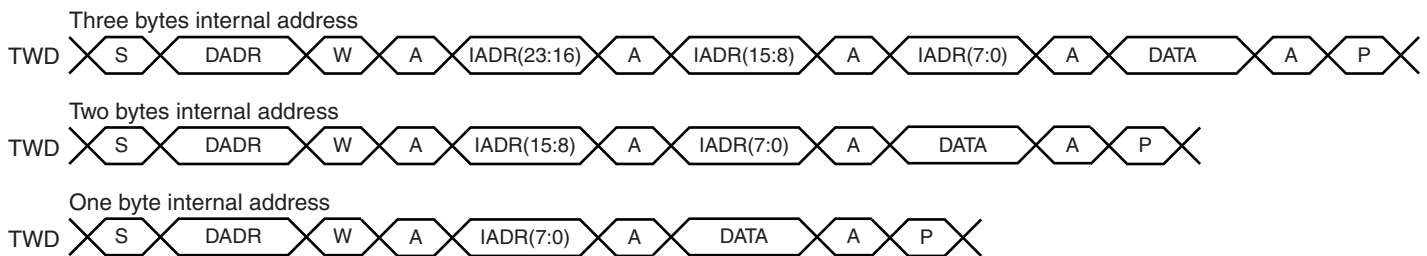 Three bytes internal address
TWD S DADR W A IADR(23:16) A IADR(15:8) A IADR(7:0) A DATA A P
Two bytes internal address
TWD S DADR W A IADR(15:8) A IADR(7:0) A DATA A P
One byte internal address
TWD S DADR W A IADR(7:0) A DATA A P